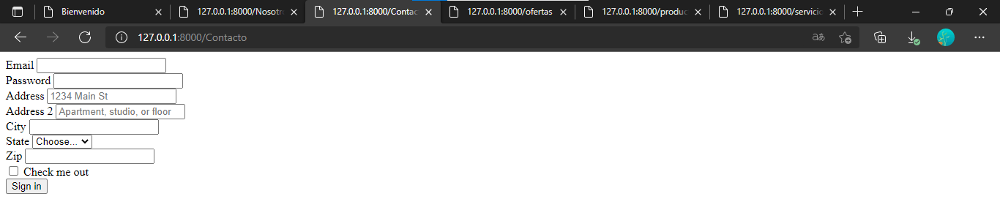 Bienvenido
127.0.0.1:8000/Nosotr
127.0.0.1:8000/Contac
127.0.0.1:8000/ofertas
127.0.0.1:8000/produc
127.0.0.1:8000/servicio
127.0.0.1:8000/Contacto
aあ
Email
Password
Address 1234 Main St
Address 2 Apartment, studio, or floor
City
State Choose...
Zip
Check me out
Sign in